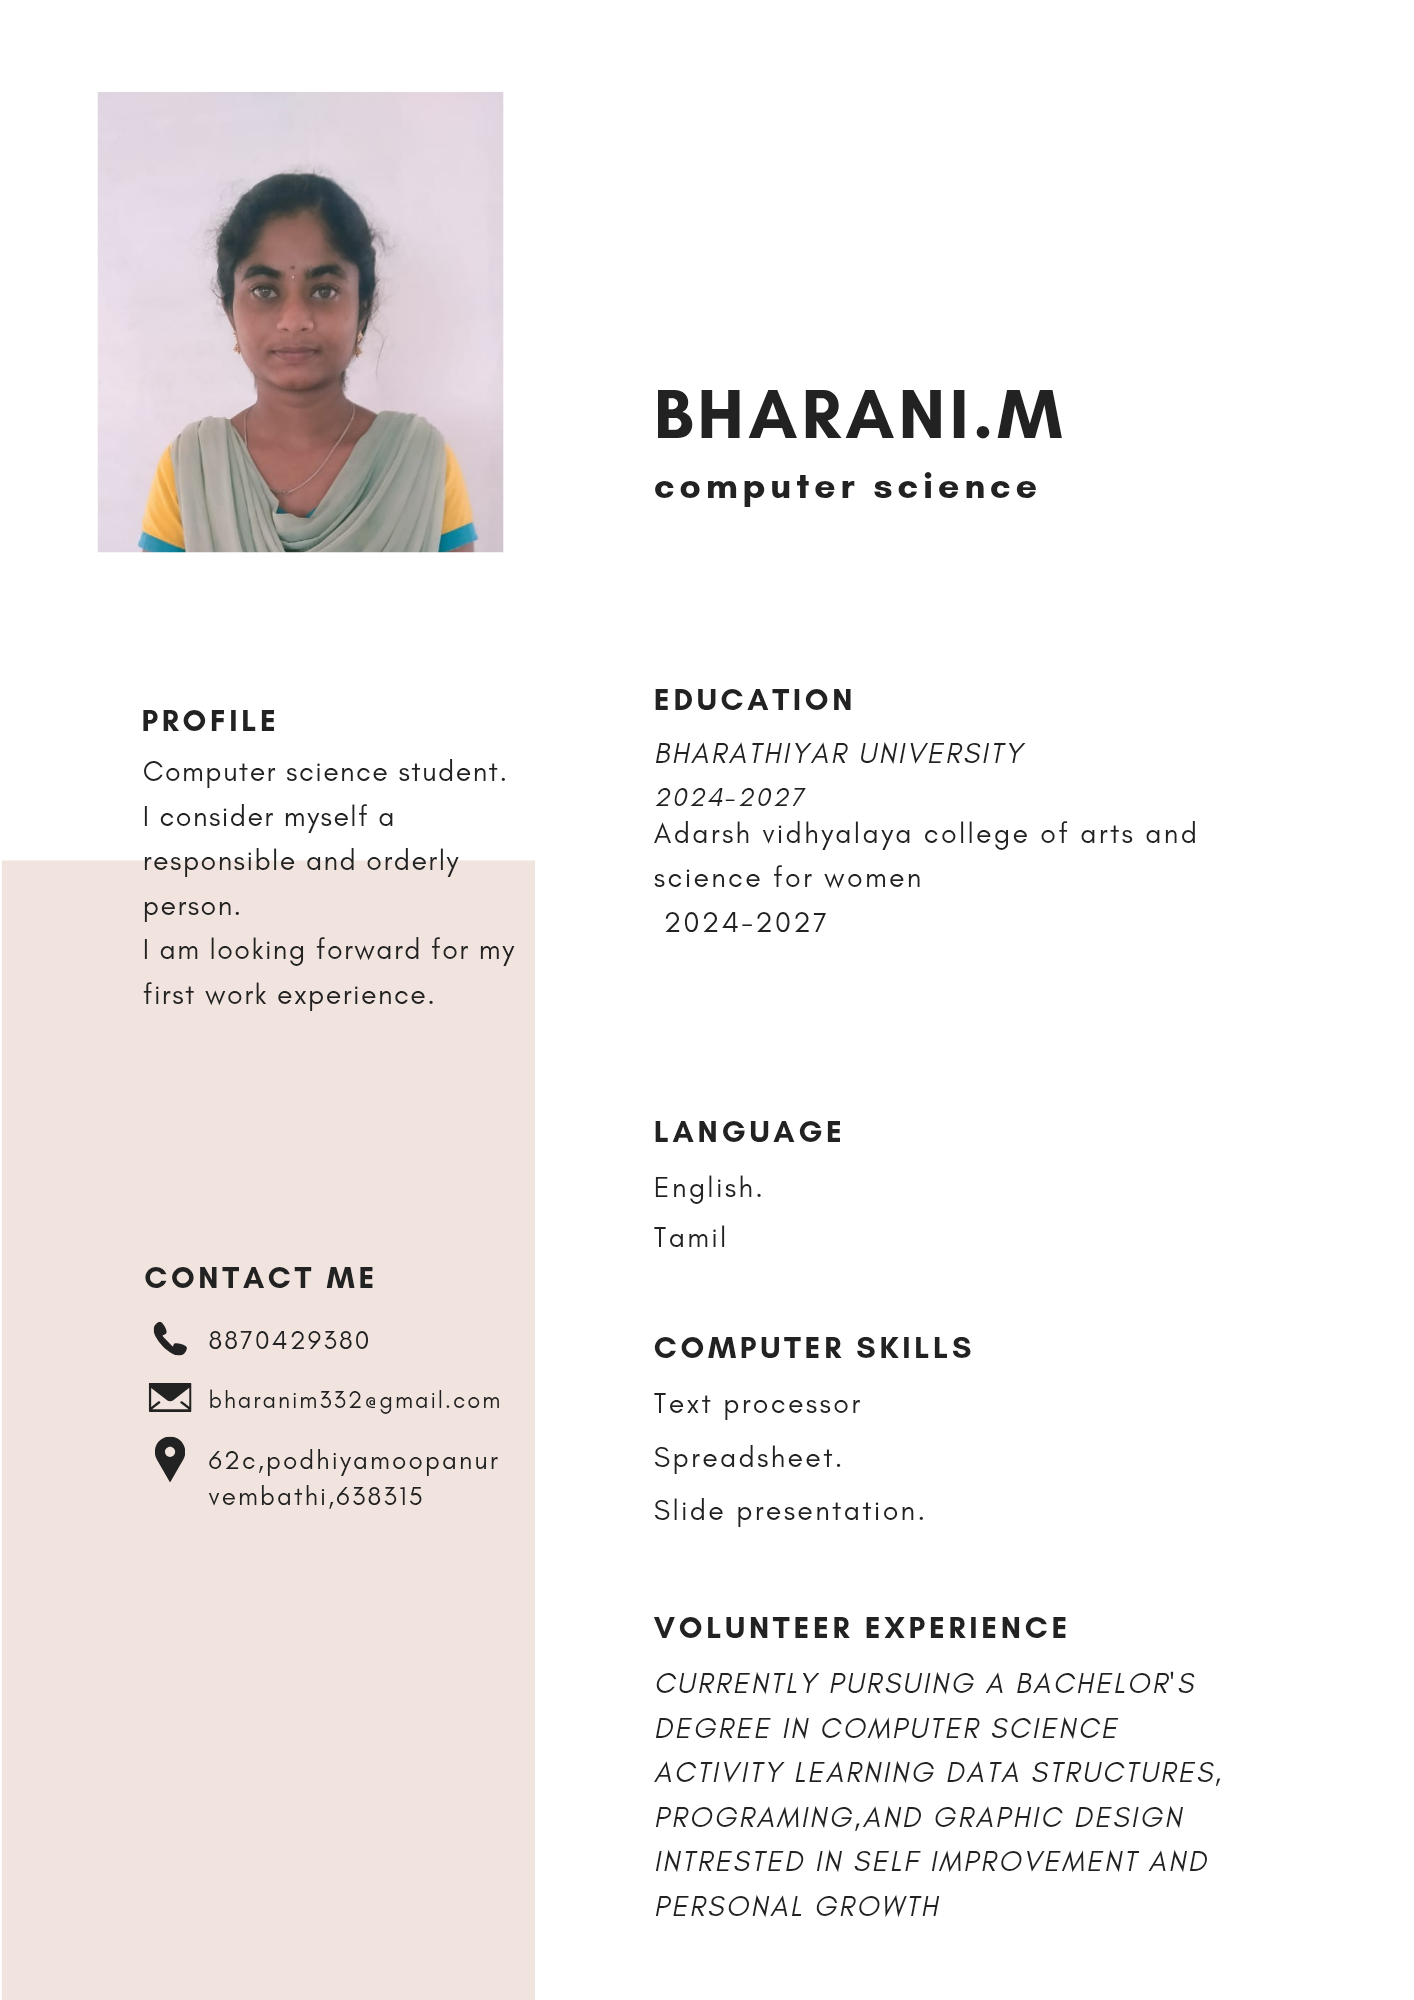 BHARANI.M
computer science
PROFILE
Computer science student.
I consider myself a
responsible and orderly
person.
I am looking forward for my
first work experience.
CONTACT ME
8870429380
bharanim332@gmail.com
62c,podhiyamoopanur
vembathi,638315
EDUCATION
BHARATHIYAR UNIVERSITY
2024-2027
Adarsh vidhyalaya college of arts and
science for women
2024-2027
LANGUAGE
English.
Tamil
COMPUTER SKILLS
Text processor
Spreadsheet.
Slide presentation.
VOLUNTEER EXPERIENCE
CURRENTLY PURSUING A BACHELOR'S
DEGREE IN COMPUTER SCIENCE
ACTIVITY LEARNING DATA STRUCTURES,
PROGRAMING,AND GRAPHIC DESIGN
INTRESTED IN SELF IMPROVEMENT AND
PERSONAL GROWTH